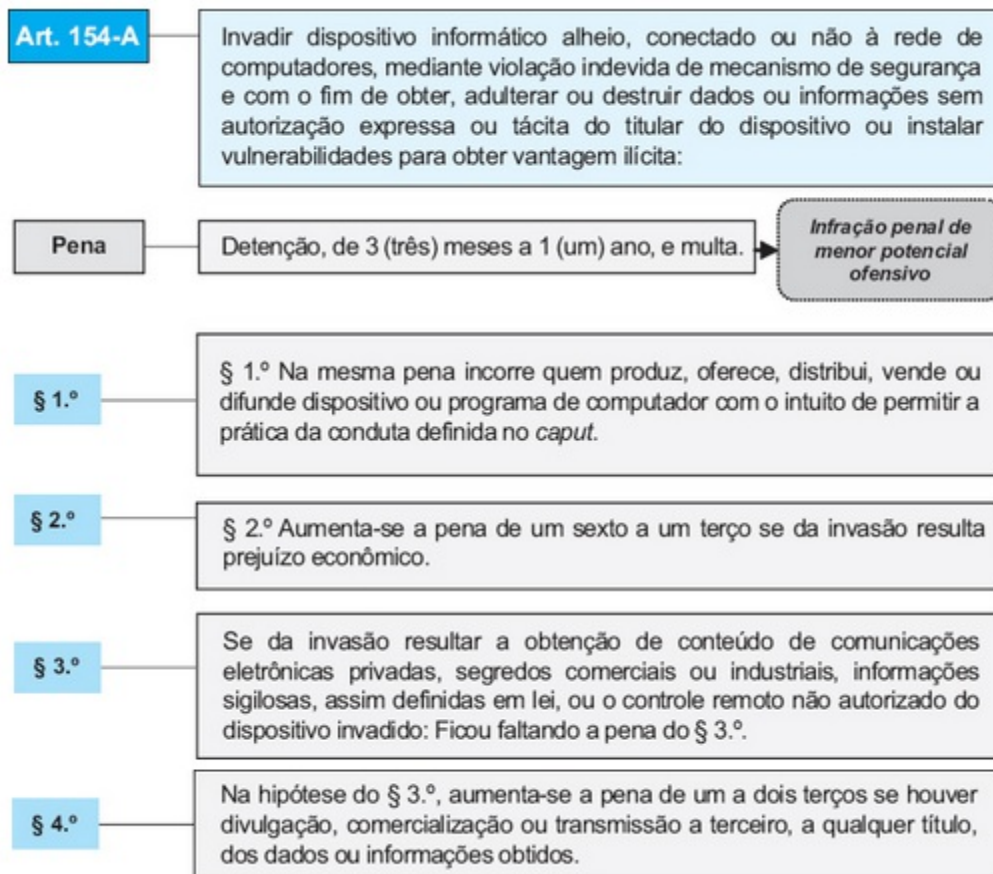 Art. 154-A
Invadir dispositivo informático alheio, conectado ou não à rede de
computadores, mediante violação indevida de mecanismo de segurança
e com o fim de obter, adulterar ou destruir dados ou informações sem
autorização expressa ou tácita do titular do dispositivo ou instalar
vulnerabilidades para obter vantagem ilícita:
Pena
Detenção, de 3 (três) meses a 1 (um) ano, e multa.
Infração penal de
menor potencial
ofensivo
§ 1.º
§ 1.º Na mesma pena incorre quem produz, oferece, distribui, vende ou
difunde dispositivo ou programa de computador com o intuito de permitir a
prática da conduta definida no caput.
§ 2.º
§ 2.º Aumenta-se a pena de um sexto a um terço se da invasão resulta
prejuízo econômico.
§ 3.º
Se da invasão resultar a obtenção de conteúdo de comunicações
eletrônicas privadas, segredos comerciais ou industriais, informações
sigilosas, assim definidas em lei, ou o controle remoto não autorizado do
dispositivo invadido: Ficou faltando a pena do § 3.º.
§ 4.º
Na hipótese do § 3.º, aumenta-se a pena de um a dois terços se houver
divulgação, comercialização ou transmissão a terceiro, a qualquer título,
dos dados ou informações obtidos.